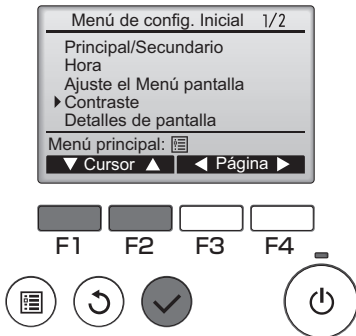 Menú de config. Inicial 1/2
Principal/Secundario
Hora
Ajuste el Menú pantalla
Contraste
Detalles de pantalla
Menú principal:
Cursor Página
F1 F2 F3 F4